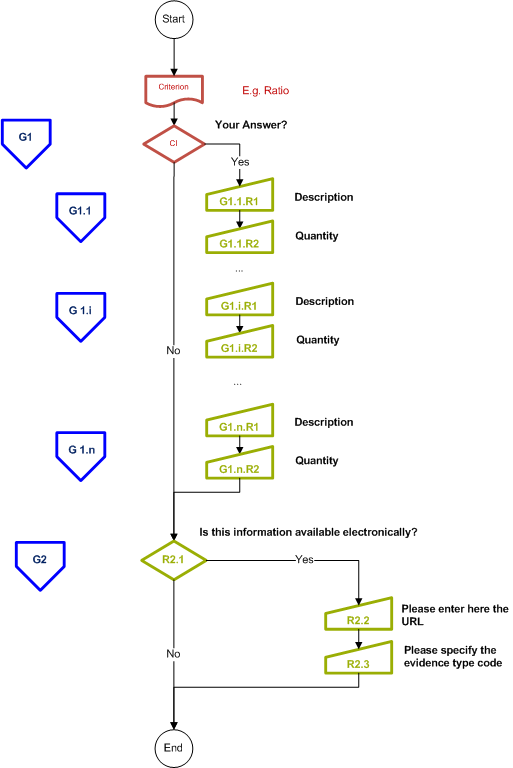 Start
Criterion
E.g. Ratio
Your Answer?
G1
CI
Yes
G1.1
G1.1.R1
Description
G1.1.R2
Quantity
...
G 1.i
G1.i.R1
Description
G1.i.R2
Quantity
No
...
G 1.n
G1.n.R1
Description
G1.n.R2
Quantity
Is this information available electronically?
G2
R2.1
Yes
R2.2
Please enter here the
URL
R2.3
Please specify the
evidence type code
No
End